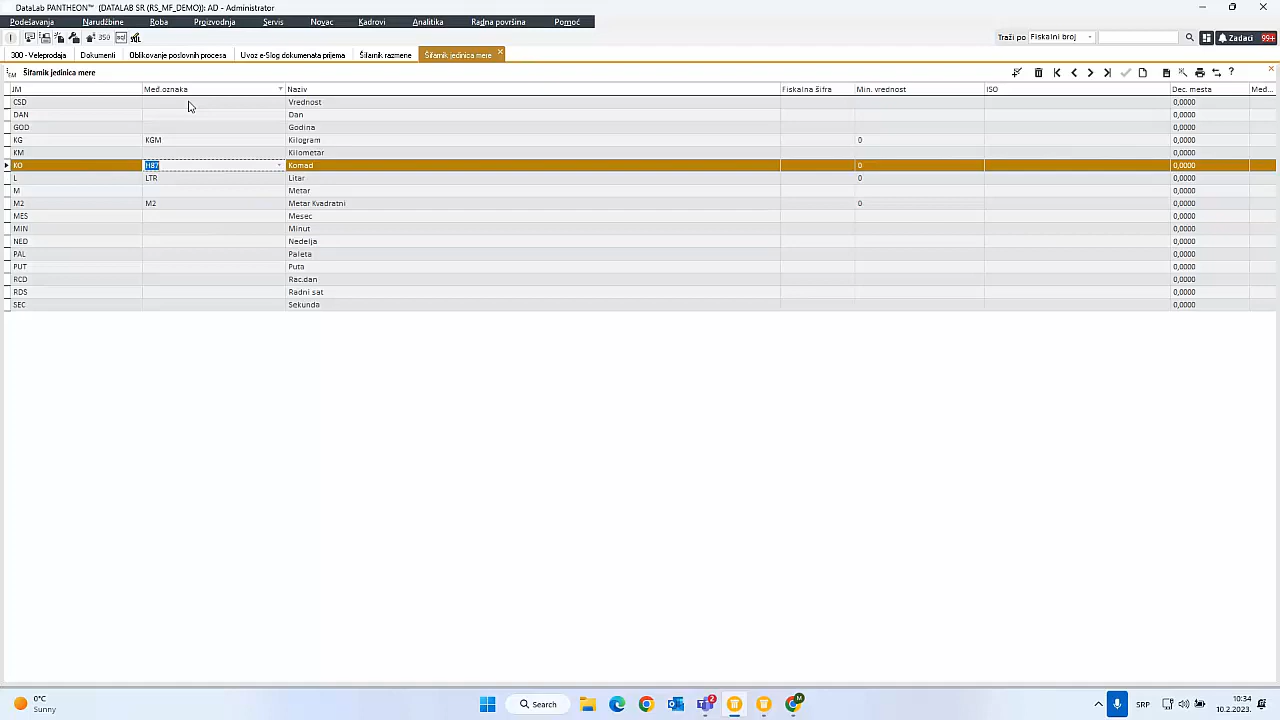 DataLab PANTHEON™ (DATALAB SR (RS_MF_DEMO)); AD - Administrator
Podešavanja Narudžbine Roba Proizvodnja Servis Novac Kadrovi Analitika Radna površina Pomoć
350 Traži po Fiskalni broj Zadaci 99+
300 - Veleprodaja Dokumenti Oblikovanje poslovnih procesa Uvoz e-Slog dokumenata prijema Šifarnik razmene Šifarnik jedinica mere
Šifarnik jedinica mere
JM Međ.oznaka Naziv Fiskalna šifra Min. vrednost ISO Dec. mesta Međ...
CSD Vrednost 0,0000
DAN Dan 0,0000
GOD Godina 0,0000
KG KGM Kilogram 0 0,0000
KM Kilometar 0,0000
KO H87 Komad 0 0,0000
L LTR Litar 0 0,0000
M Metar 0,0000
M2 M2 Metar Kvadratni 0 0,0000
MES Mesec 0,0000
MIN Minut 0,0000
NED Nedelja 0,0000
PAL Paleta 0,0000
PUT Puta 0,0000
RCD Rac.dan 0,0000
RDS Radni sat 0,0000
SEC Sekunda 0,0000
0°C
Sunny
Search
2
M
SRP
10:34
10.2.2023.